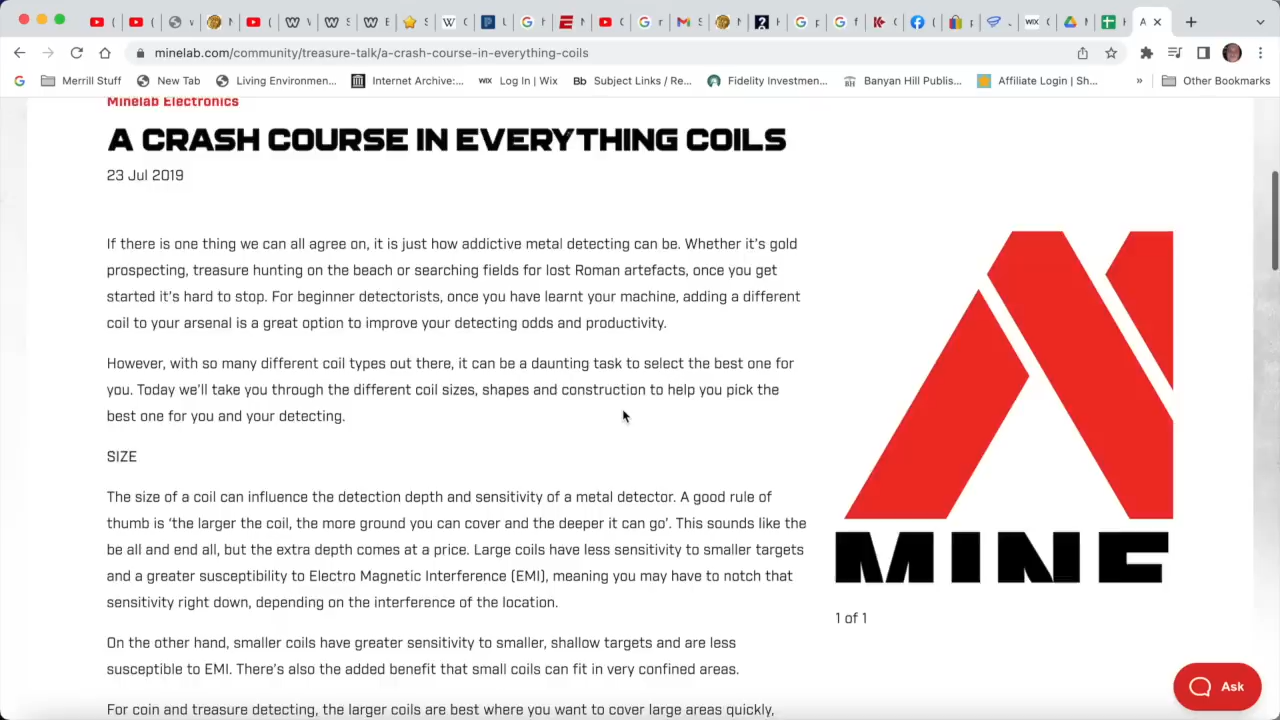 minelab.com/community/treasure-talk/a-crash-course-in-everything-coils
Merrill Stuff
New Tab
Living Environmen...
Internet Archive:...
WIX Log In | Wix
Bb Subject Links / Re...
Fidelity Investmen...
Banyan Hill Publis...
Affiliate Login | Sh...
» Other Bookmarks
Minelab Electronics
A CRASH COURSE IN EVERYTHING COILS
23 Jul 2019
If there is one thing we can all agree on, it is just how addictive metal detecting can be. Whether it's gold
prospecting, treasure hunting on the beach or searching fields for lost Roman artefacts, once you get
started it's hard to stop. For beginner detectorists, once you have learnt your machine, adding a different
coil to your arsenal is a great option to improve your detecting odds and productivity.
However, with so many different coil types out there, it can be a daunting task to select the best one for
you. Today we'll take you through the different coil sizes, shapes and construction to help you pick the
best one for you and your detecting.
SIZE
The size of a coil can influence the detection depth and sensitivity of a metal detector. A good rule of
thumb is 'the larger the coil, the more ground you can cover and the deeper it can go'. This sounds like the
be all and end all, but the extra depth comes at a price. Large coils have less sensitivity to smaller targets
and a greater susceptibility to Electro Magnetic Interference (EMI), meaning you may have to notch that
sensitivity right down, depending on the interference of the location.
On the other hand, smaller coils have greater sensitivity to smaller, shallow targets and are less
susceptible to EMI. There's also the added benefit that small coils can fit in very confined areas.
For coin and treasure detecting, the larger coils are best where you want to cover large areas quickly,
MINE
1 of 1
Ask